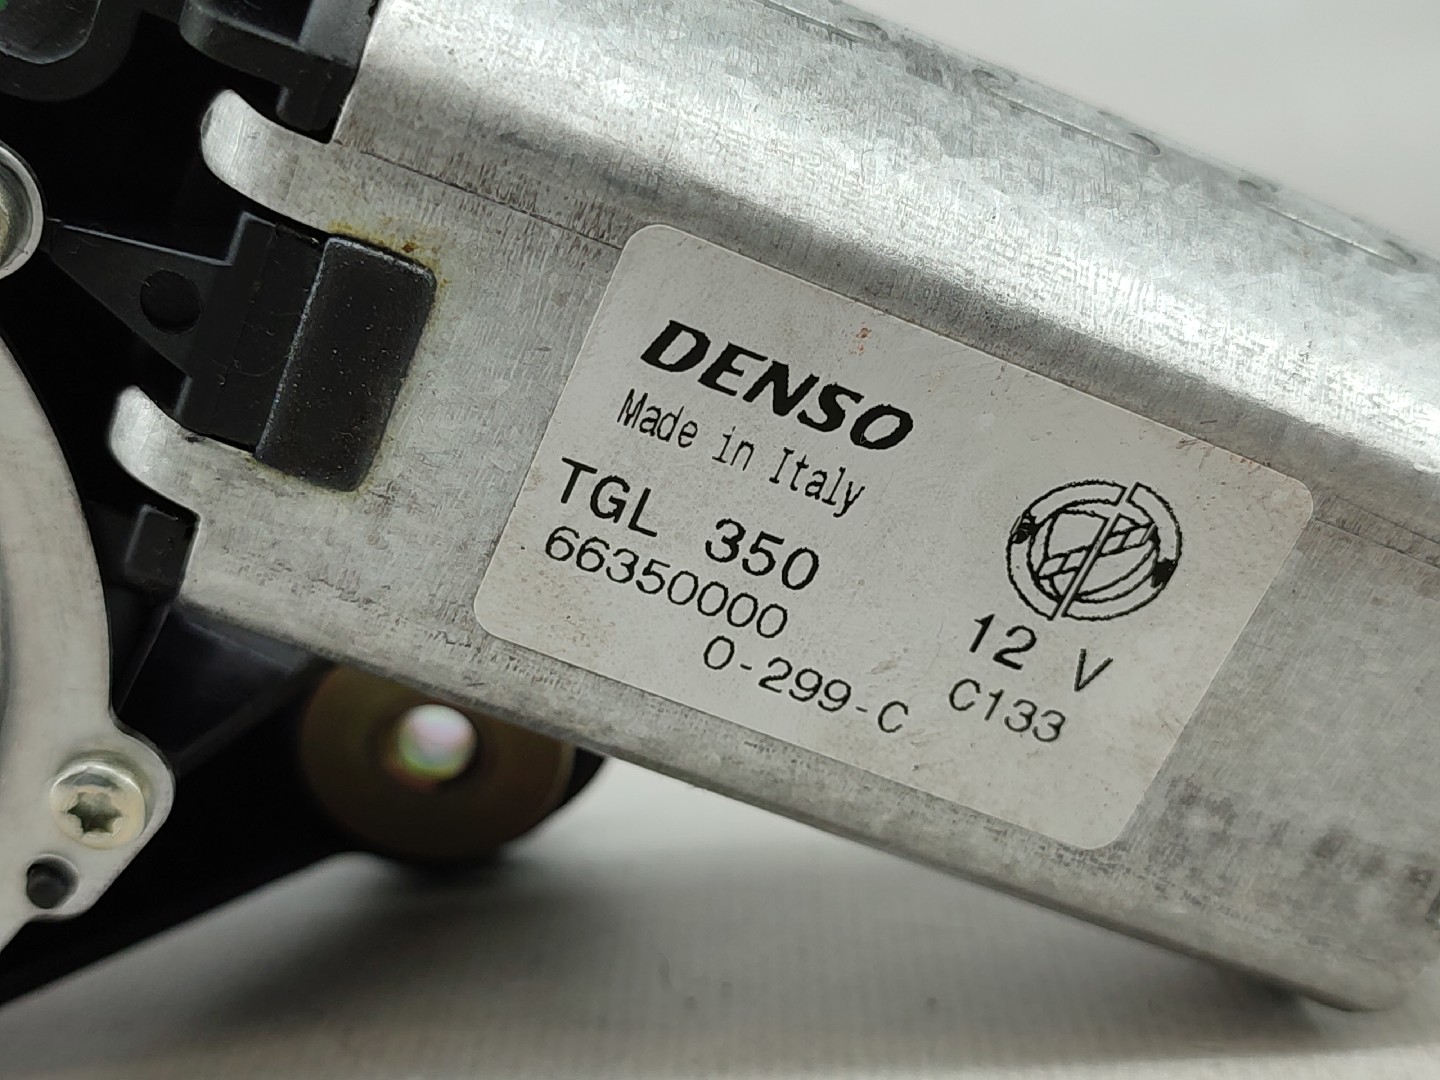 DENSO
Made in Italy
TGL 350
66350000
12 V
0-299-C
C133